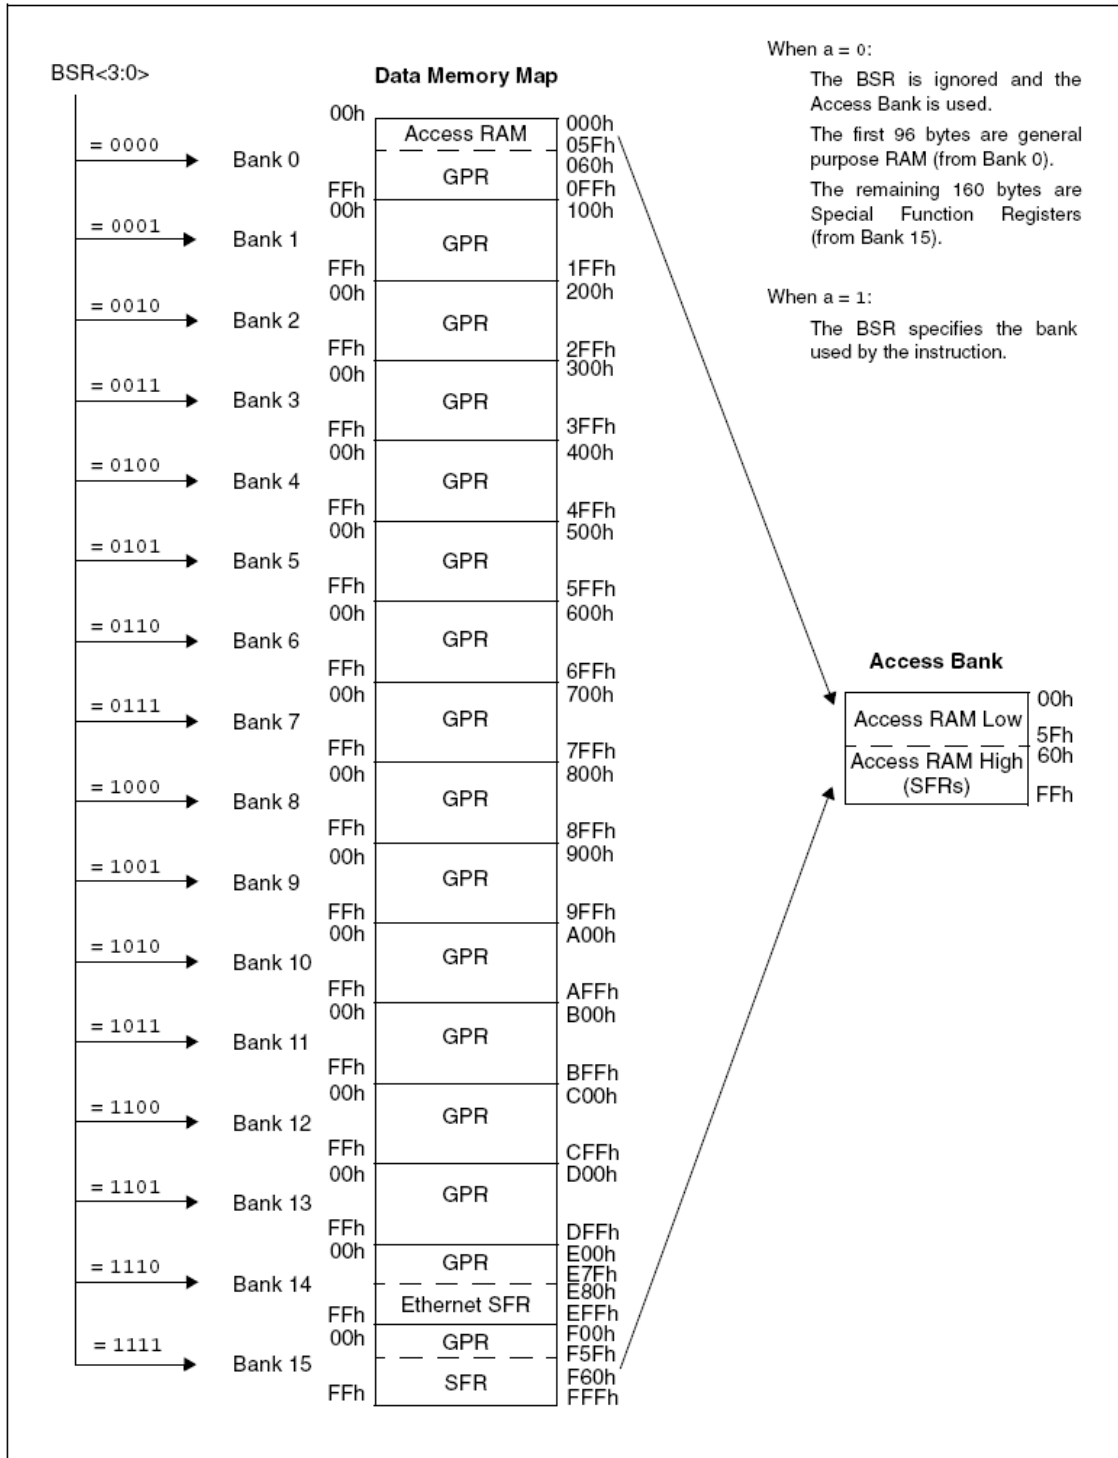 BSR<3:0>
Data Memory Map
When a = 0:
The BSR is ignored and the
Access Bank is used.
The first 96 bytes are general
purpose RAM (from Bank 0).
The remaining 160 bytes are
Special Function Registers
(from Bank 15).
When a = 1:
The BSR specifies the bank
used by the instruction.
= 0000
Bank 0
00h
FFh
Access RAM
GPR
000h
05Fh
060h
0FFh
= 0001
Bank 1
00h
FFh
GPR
100h
1FFh
= 0010
Bank 2
00h
FFh
GPR
200h
2FFh
= 0011
Bank 3
00h
FFh
GPR
300h
3FFh
= 0100
Bank 4
00h
FFh
GPR
400h
4FFh
= 0101
Bank 5
00h
FFh
GPR
500h
5FFh
= 0110
Bank 6
00h
FFh
GPR
600h
6FFh
= 0111
Bank 7
00h
FFh
GPR
700h
7FFh
= 1000
Bank 8
00h
FFh
GPR
800h
8FFh
= 1001
Bank 9
00h
FFh
GPR
900h
9FFh
= 1010
Bank 10
00h
FFh
GPR
A00h
AFFh
= 1011
Bank 11
00h
FFh
GPR
B00h
BFFh
= 1100
Bank 12
00h
FFh
GPR
C00h
CFFh
= 1101
Bank 13
00h
FFh
GPR
D00h
DFFh
= 1110
Bank 14
00h
FFh
GPR
Ethernet SFR
E00h
E7Fh
E80h
EFFh
= 1111
Bank 15
00h
FFh
GPR
SFR
F00h
F5Fh
F60h
FFFh
Access Bank
Access RAM Low
Access RAM High
(SFRs)
00h
5Fh
60h
FFh